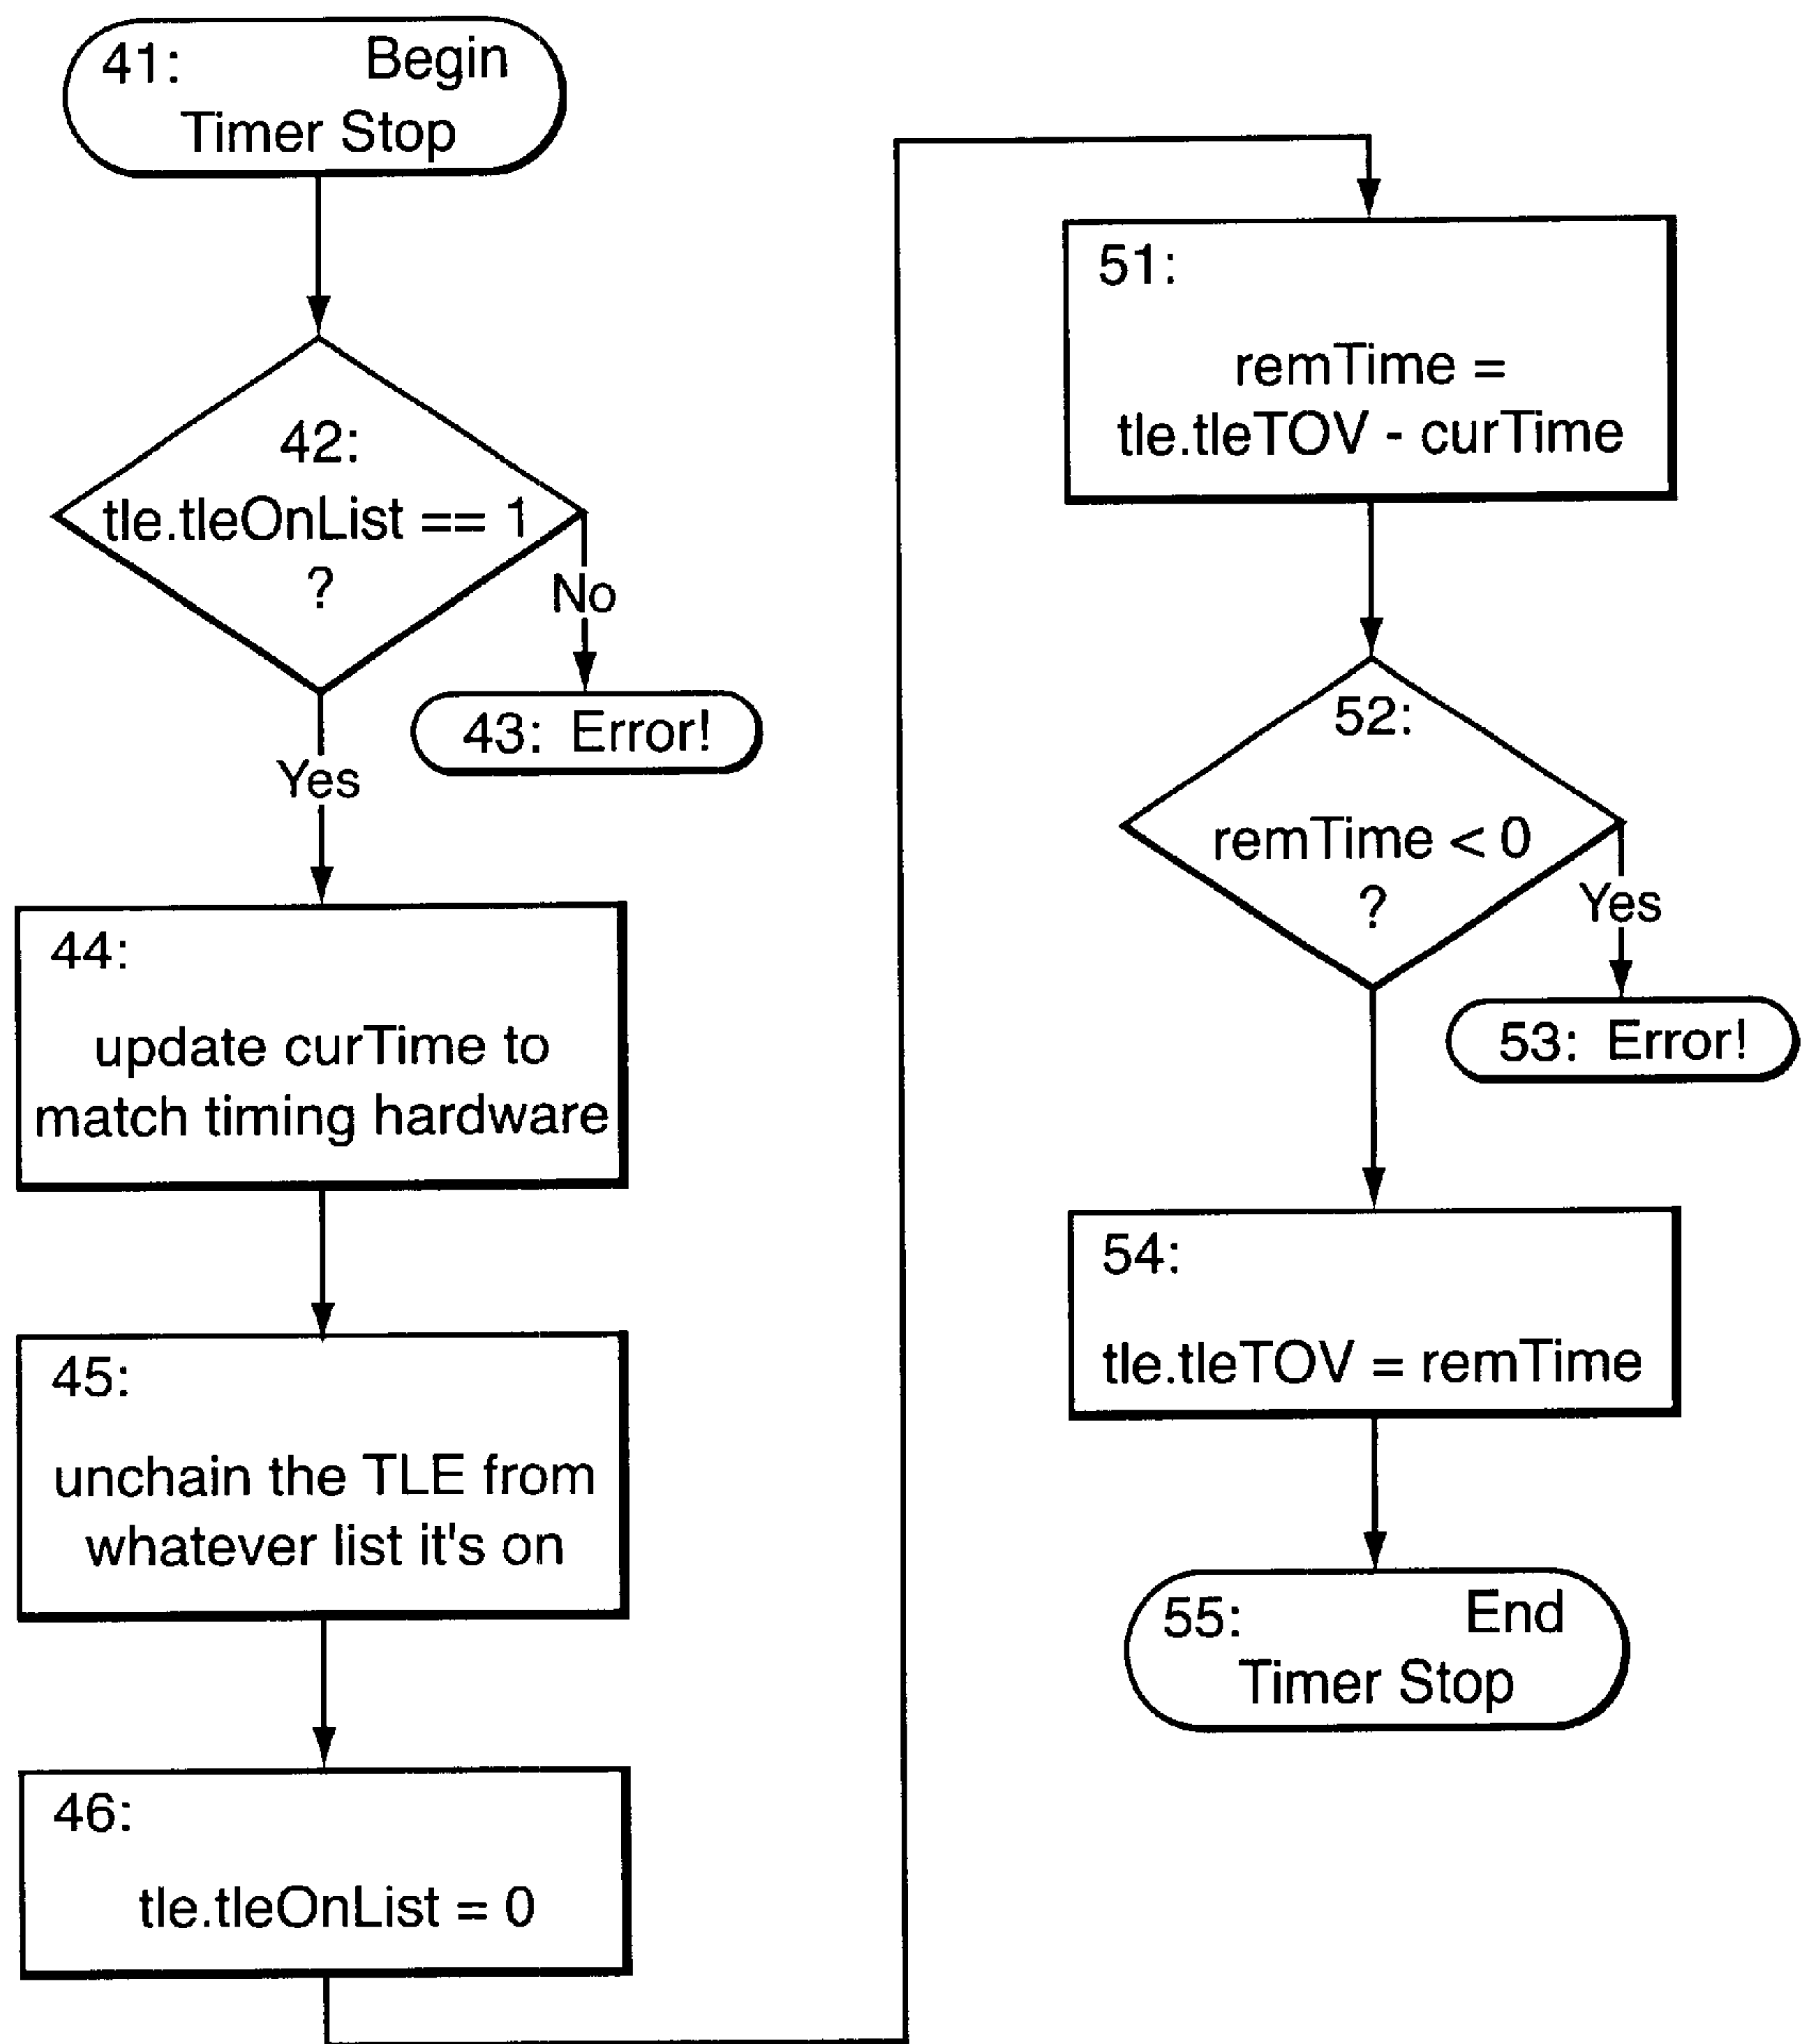 41: Begin
Timer Stop
42:
tle.tleOnList == 1
?
No
43: Error!
Yes
44:
update curTime to
match timing hardware
45:
unchain the TLE from
whatever list it's on
46:
tle.tleOnList = 0
51:
remTime =
tle.tleTOV - curTime
52:
remTime < 0
?
Yes
53: Error!
54:
tle.tleTOV = remTime
55: End
Timer Stop